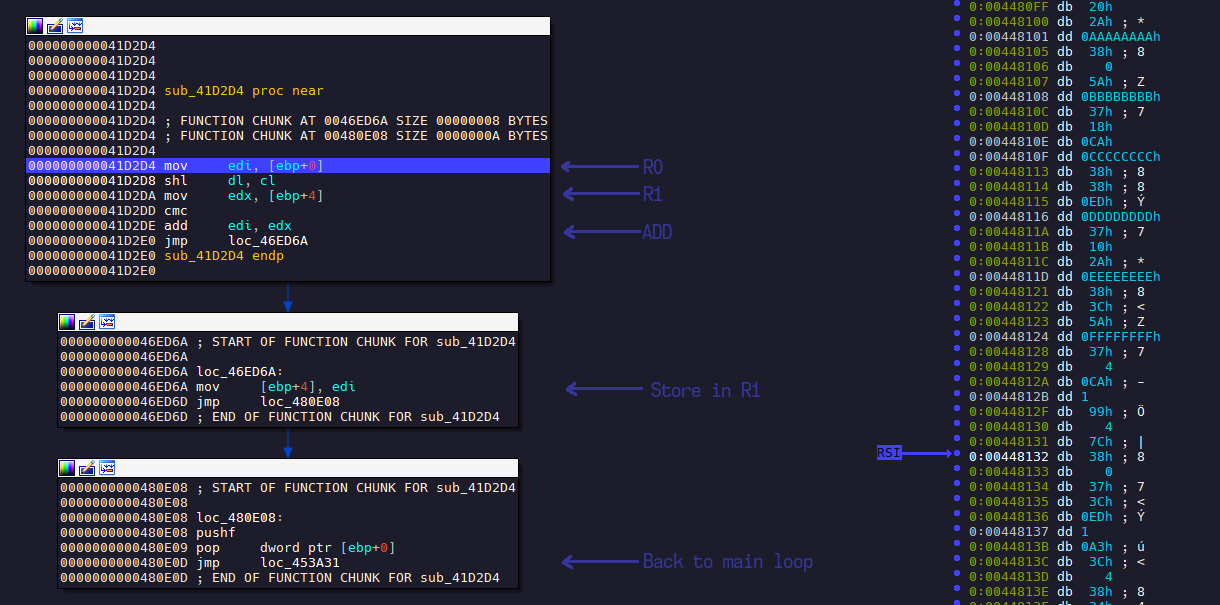 000000000041D2D4
000000000041D2D4
000000000041D2D4
000000000041D2D4 sub_41D2D4 proc near
000000000041D2D4
000000000041D2D4 ; FUNCTION CHUNK AT 0046ED6A SIZE 00000008 BYTES
000000000041D2D4 ; FUNCTION CHUNK AT 00480E08 SIZE 0000000A BYTES
000000000041D2D4
000000000041D2D4 mov edi, [ebp+0]
000000000041D2D8 shl dl, cl
000000000041D2DA mov edx, [ebp+4]
000000000041D2DD cmc
000000000041D2DE add edi, edx
000000000041D2E0 jmp loc_46ED6A
000000000041D2E0 sub_41D2D4 endp
000000000041D2E0
R0
R1
ADD
000000000046ED6A ; START OF FUNCTION CHUNK FOR sub_41D2D4
000000000046ED6A
000000000046ED6A loc_46ED6A:
000000000046ED6A mov [ebp+4], edi
000000000046ED6D jmp loc_480E08
000000000046ED6D ; END OF FUNCTION CHUNK FOR sub_41D2D4
Store in R1
0000000000480E08 ; START OF FUNCTION CHUNK FOR sub_41D2D4
0000000000480E08
0000000000480E08 loc_480E08:
0000000000480E08 pushf
0000000000480E09 pop dword ptr [ebp+0]
0000000000480E0D jmp loc_453A31
0000000000480E0D ; END OF FUNCTION CHUNK FOR sub_41D2D4
Back to main loop
0:004480FF db 20h
0:00448100 db 2Ah ; *
0:00448101 dd 0AAAAAAAAh
0:00448105 db 38h ; 8
0:00448106 db 0
0:00448107 db 5Ah ; Z
0:00448108 dd 0BBBBBBBBh
0:0044810C db 37h ; 7
0:0044810D db 18h
0:0044810E db 0CAh
0:0044810F dd 0CCCCCCCCh
0:00448113 db 38h ; 8
0:00448114 db 38h ; 8
0:00448115 db 0EDh ; Ý
0:00448116 dd 0DDDDDDDDh
0:0044811A db 37h ; 7
0:0044811B db 10h
0:0044811C db 2Ah ; *
0:0044811D dd 0EEEEEEEEh
0:00448121 db 38h ; 8
0:00448122 db 3Ch ; <
0:00448123 db 5Ah ; Z
0:00448124 dd 0FFFFFFFFh
0:00448128 db 37h ; 7
0:00448129 db 4
0:0044812A db 0CAh ; -
0:0044812B dd 1
0:0044812F db 99h ; Ö
0:00448130 db 4
0:00448131 db 7Ch ; |
RSI
0:00448132 db 38h ; 8
0:00448133 db 0
0:00448134 db 37h ; 7
0:00448135 db 3Ch ; <
0:00448136 db 0EDh ; Ý
0:00448137 dd 1
0:0044813B db 0A3h ; ú
0:0044813C db 3Ch ; <
0:0044813D db 4
0:0044813E db 38h ; 8